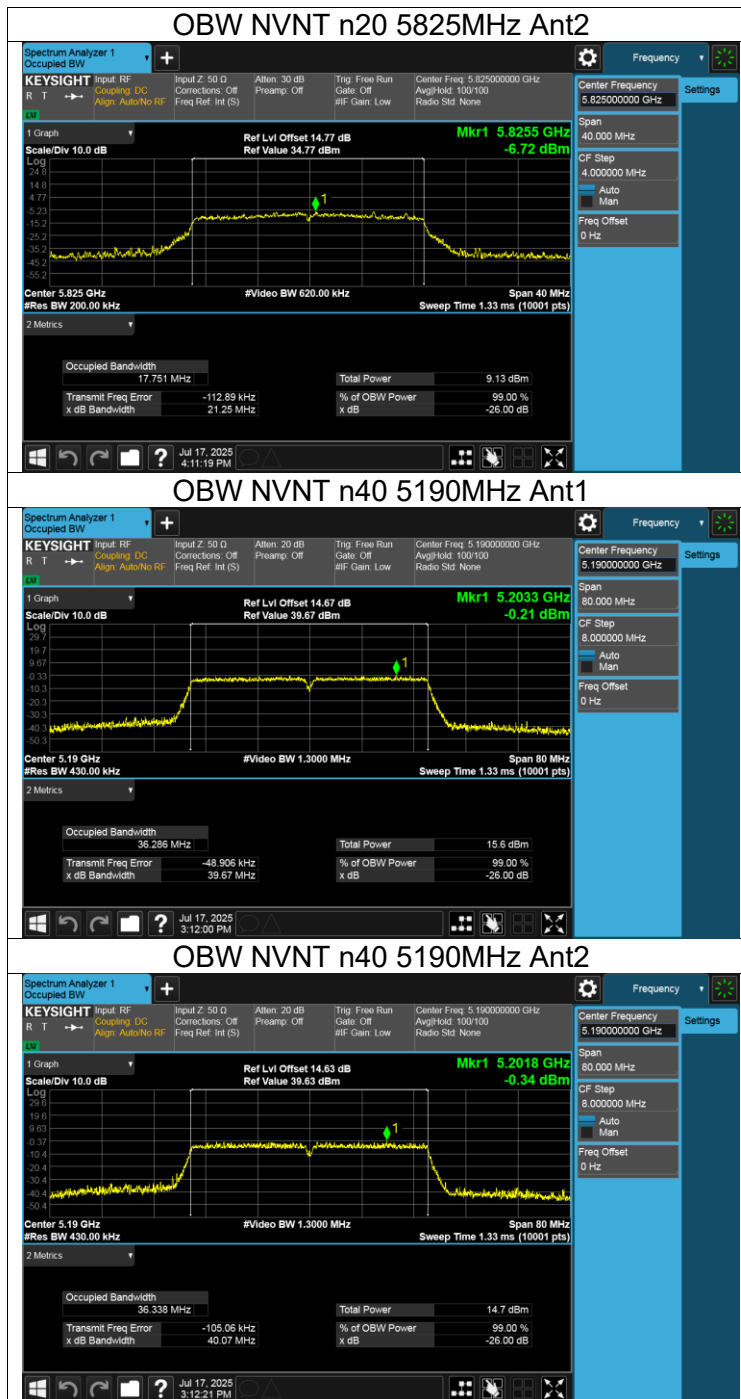 OBW NVNT n20 5825MHz Ant2
Spectrum Analyzer 1
Occupied BW
KEYSIGHT Input: RF Input Z: 50 Ω Atten: 30 dB Trig: Free Run Center Freq: 5.825000000 GHz
R T Coupling: DC Corrections: Off Preamp: Off Gate: Off Avg|Hold: 100/100
Align: Auto/No RF Freq Ref: Int (S) #IF Gain: Low Radio Std: None
LXI
Frequency
Settings
Center Frequency
5.825000000 GHz
Span
40.000 MHz
CF Step
4.000000 MHz
Auto
Man
Freq Offset
0 Hz
1 Graph Ref Lvl Offset 14.77 dB Mkr1 5.8255 GHz
Scale/Div 10.0 dB Ref Value 34.77 dBm -6.72 dBm
Log
24.8
14.8
4.77
-5.23
-15.2
-25.2
-35.2
-45.2
-55.2
1
Center 5.825 GHz #Video BW 620.00 kHz Span 40 MHz
#Res BW 200.00 kHz Sweep Time 1.33 ms (1001 pts)
2 Metrics
Occupied Bandwidth
17.751 MHz Total Power 9.13 dBm
Transmit Freq Error -112.89 kHz % of OBW Power 99.00 %
x dB Bandwidth 21.25 MHz x dB -26.00 dB
? Jul 17, 2025
4:11:19 PM
OBW NVNT n40 5190MHz Ant1
Spectrum Analyzer 1
Occupied BW
KEYSIGHT Input: RF Input Z: 50 Ω Atten: 20 dB Trig: Free Run Center Freq: 5.190000000 GHz
R T Coupling: DC Corrections: Off Preamp: Off Gate: Off Avg|Hold: 100/100
Align: Auto/No RF Freq Ref: Int (S) #IF Gain: Low Radio Std: None
LXI
Frequency
Settings
Center Frequency
5.190000000 GHz
Span
80.000 MHz
CF Step
8.000000 MHz
Auto
Man
Freq Offset
0 Hz
1 Graph Ref Lvl Offset 14.67 dB Mkr1 5.2033 GHz
Scale/Div 10.0 dB Ref Value 39.67 dBm -0.21 dBm
Log
29.7
19.7
9.67
-0.33
-10.3
-20.3
-30.3
-40.3
-50.3
1
Center 5.19 GHz #Video BW 1.3000 MHz Span 80 MHz
#Res BW 430.00 kHz Sweep Time 1.33 ms (10001 pts)
2 Metrics
Occupied Bandwidth
36.286 MHz Total Power 15.6 dBm
Transmit Freq Error -48.906 kHz % of OBW Power 99.00 %
x dB Bandwidth 39.67 MHz x dB -26.00 dB
? Jul 17, 2025
3:12:00 PM
OBW NVNT n40 5190MHz Ant2
Spectrum Analyzer 1
Occupied BW
KEYSIGHT Input: RF Input Z: 50 Ω Atten: 20 dB Trig: Free Run Center Freq: 5.190000000 GHz
R T Coupling: DC Corrections: Off Preamp: Off Gate: Off Avg|Hold: 100/100
Align: Auto/No RF Freq Ref: Int (S) #IF Gain: Low Radio Std: None
LXI
Frequency
Settings
Center Frequency
5.190000000 GHz
Span
80.000 MHz
CF Step
8.000000 MHz
Auto
Man
Freq Offset
0 Hz
1 Graph Ref Lvl Offset 14.63 dB Mkr1 5.2018 GHz
Scale/Div 10.0 dB Ref Value 39.63 dBm -0.34 dBm
Log
29.6
19.6
9.63
-0.37
-10.4
-20.4
-30.4
-40.4
-50.4
1
Center 5.19 GHz #Video BW 1.3000 MHz Span 80 MHz
#Res BW 430.00 kHz Sweep Time 1.33 ms (10001 pts)
2 Metrics
Occupied Bandwidth
36.338 MHz Total Power 14.7 dBm
Transmit Freq Error -105.06 kHz % of OBW Power 99.00 %
x dB Bandwidth 40.07 MHz x dB -26.00 dB
? Jul 17, 2025
3:12:21 PM